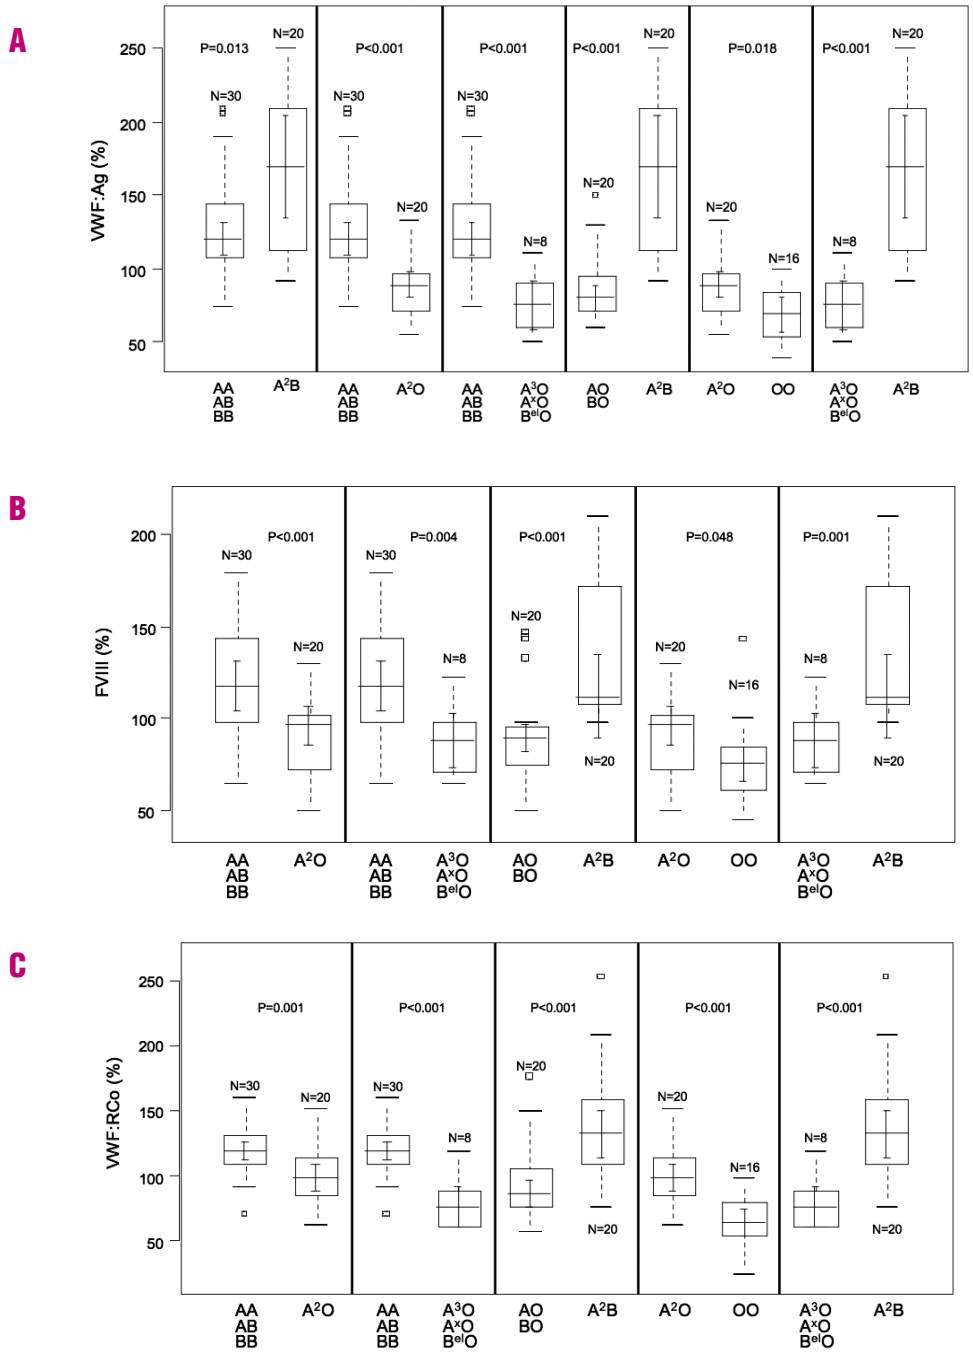 A
VWF:Ag (%)
250
200
150
100
50
P=0.013
P<0.001
P<0.001
P<0.001
P=0.018
P<0.001
N=30
N=20
N=30
N=20
N=30
N=8
N=20
N=20
N=20
N=16
N=8
N=20
AA
AB
BB
A²B
AA
AB
BB
A²O
AA
AB
BB
A³O
AˣO
BᵉˡO
AO
BO
A²B
A²O
OO
A³O
AˣO
BᵉˡO
A²B
B
FVIII (%)
200
150
100
50
P<0.001
P=0.004
P<0.001
P=0.048
P=0.001
N=30
N=20
N=30
N=8
N=20
N=20
N=20
N=16
N=8
N=20
AA
AB
BB
A²O
AA
AB
BB
A³O
AˣO
BᵉˡO
AO
BO
A²B
A²O
OO
A³O
AˣO
BᵉˡO
A²B
C
VWF:RCo (%)
250
200
150
100
50
P=0.001
P<0.001
P<0.001
P<0.001
P<0.001
N=30
N=20
N=30
N=8
N=20
N=20
N=20
N=16
N=8
N=20
AA
AB
BB
A²O
AA
AB
BB
A³O
AˣO
BᵉˡO
AO
BO
A²B
A²O
OO
A³O
AˣO
BᵉˡO
A²B